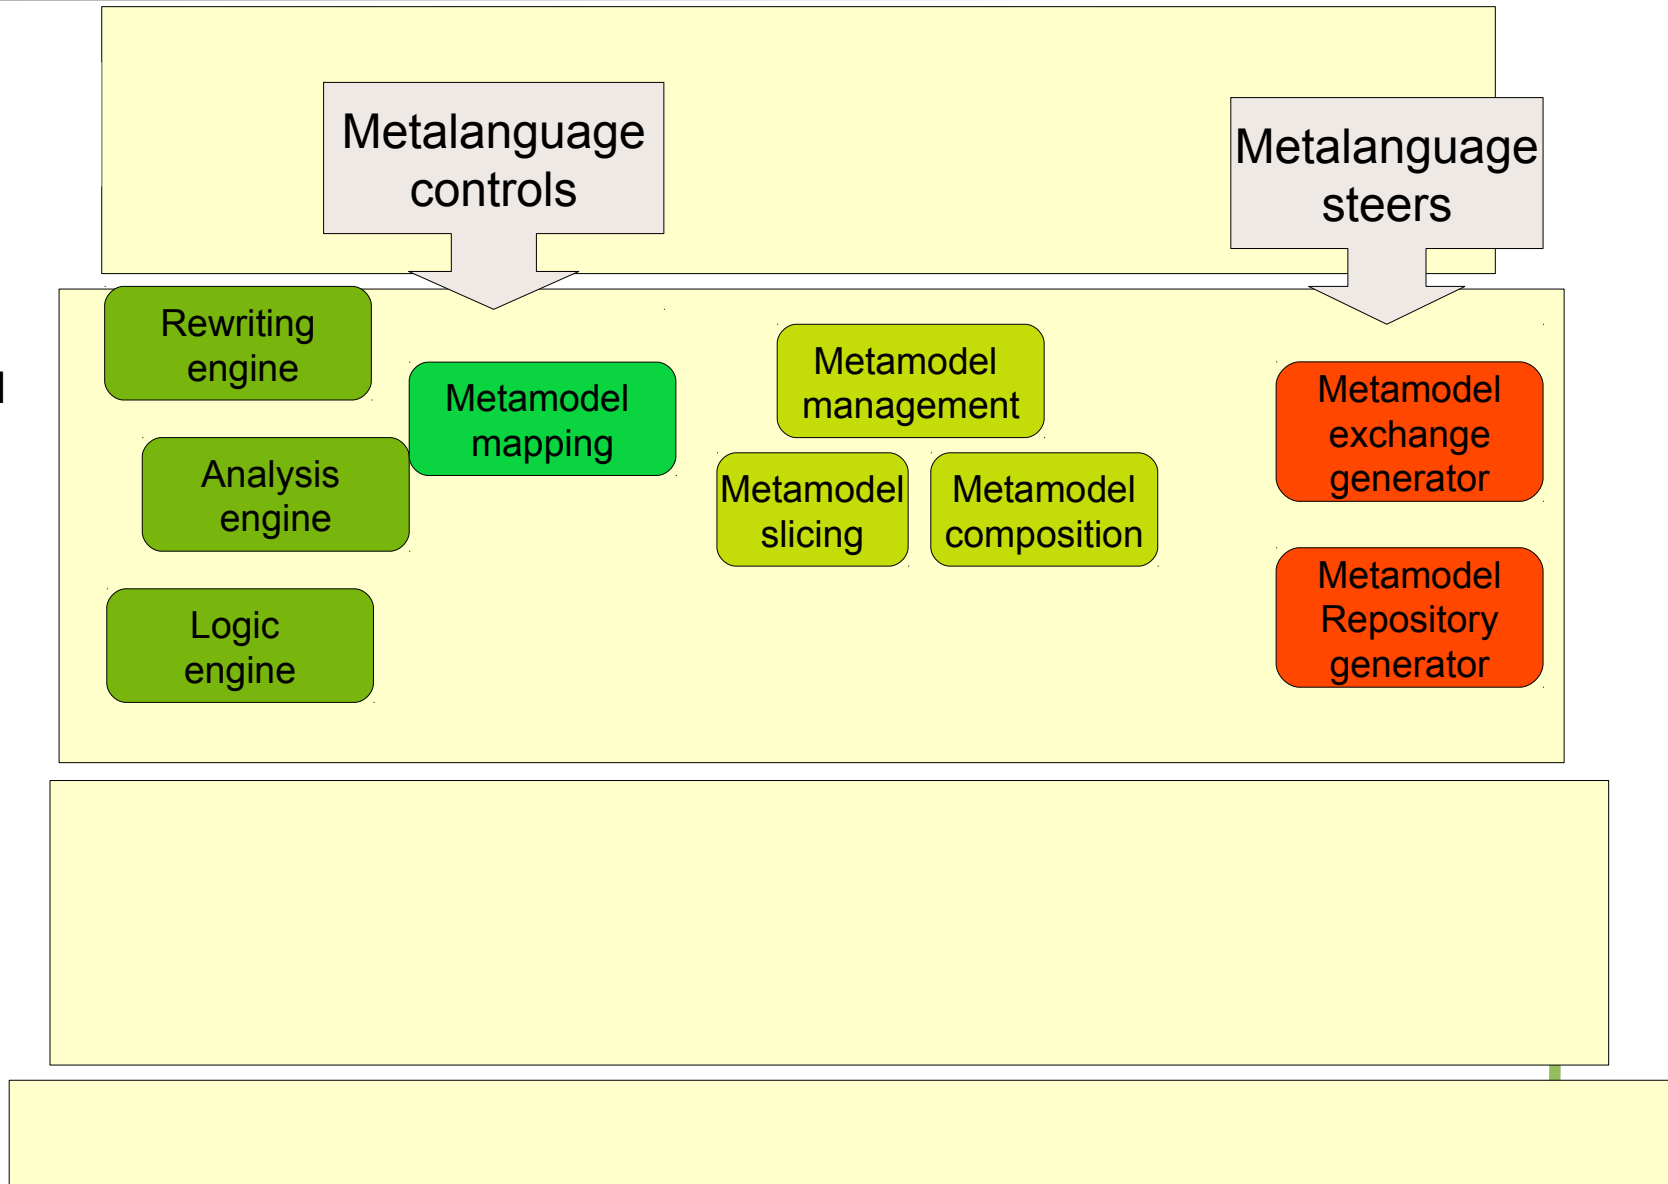 Metalanguage
controls
Metalanguage
steers
Rewriting
engine
Metamodel
mapping
Analysis
engine
Logic
engine
Metamodel
management
Metamodel
slicing
Metamodel
composition
Metamodel
exchange
generator
Metamodel
Repository
generator